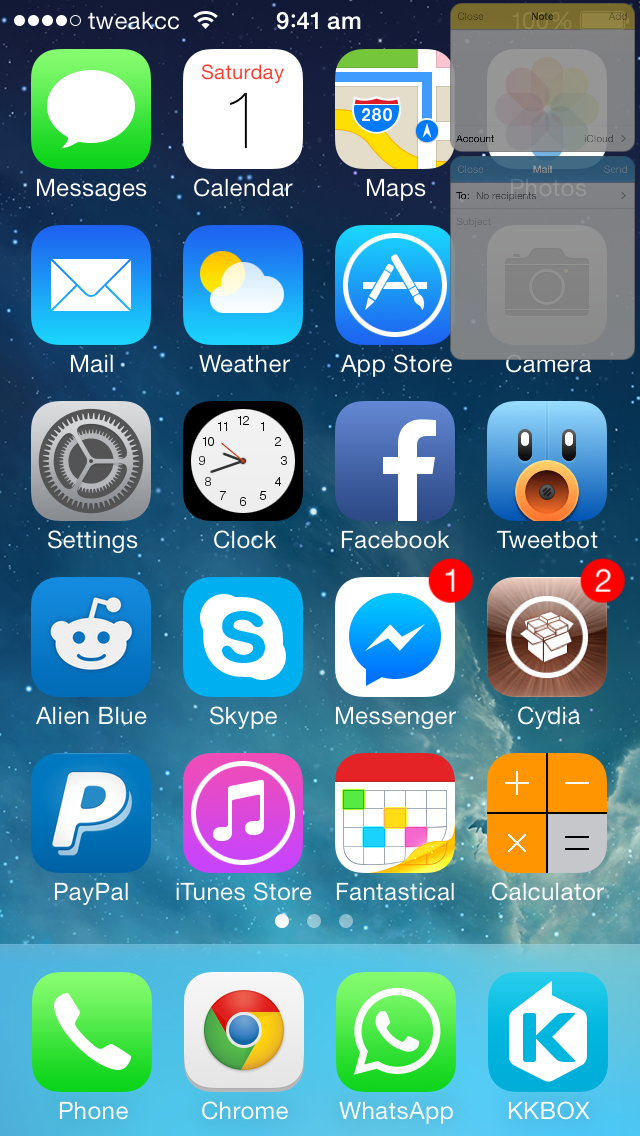 tweakcc 9:41 am 100%
Close Note Add
Account iCloud
Close Mail Send
To: No recipients
Subject
Saturday
1
280
Messages Calendar Maps Photos
Mail Weather App Store Camera
12
11 1
10 2
9 3
8 4
7 5
6
Settings Clock Facebook Tweetbot
1 2
Alien Blue Skype Messenger Cydia
PayPal iTunes Store Fantastical Calculator
Phone Chrome WhatsApp KKBOX